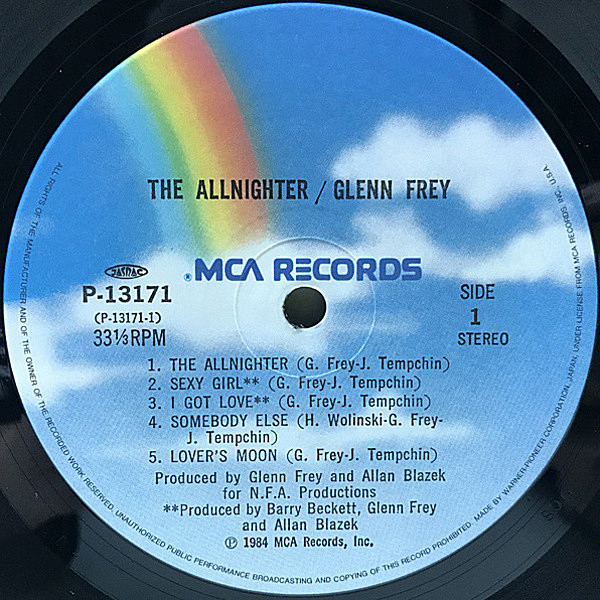 THE ALLNIGHTER / GLENN FREY
JASRAC
® MCA RECORDS
P-13171
(P-13171-1)
33⅓RPM
SIDE
1
STEREO
1. THE ALLNIGHTER (G. Frey-J. Tempchin)
2. SEXY GIRL** (G. Frey-J. Tempchin)
3. I GOT LOVE** (G. Frey-J. Tempchin)
4. SOMEBODY ELSE (H. Wolinski-G. Frey-
J. Tempchin)
5. LOVER'S MOON (G. Frey-J. Tempchin)
Produced by Glenn Frey and Allan Blazek
for N.F.A. Productions
**Produced by Barry Beckett, Glenn Frey
and Allan Blazek
℗ 1984 MCA Records, Inc.
ALL RIGHTS OF THE MANUFACTURER AND OF THE OWNER OF THE RECORDED WORK RESERVED. UNAUTHORIZED PUBLIC PERFORMANCE BROADCASTING AND COPYING OF THIS RECORD PROHIBITED. MADE BY WARNER-PIONEER CORPORATION, JAPAN, UNDER LICENSE FROM MCA RECORDS INC. U.S.A.